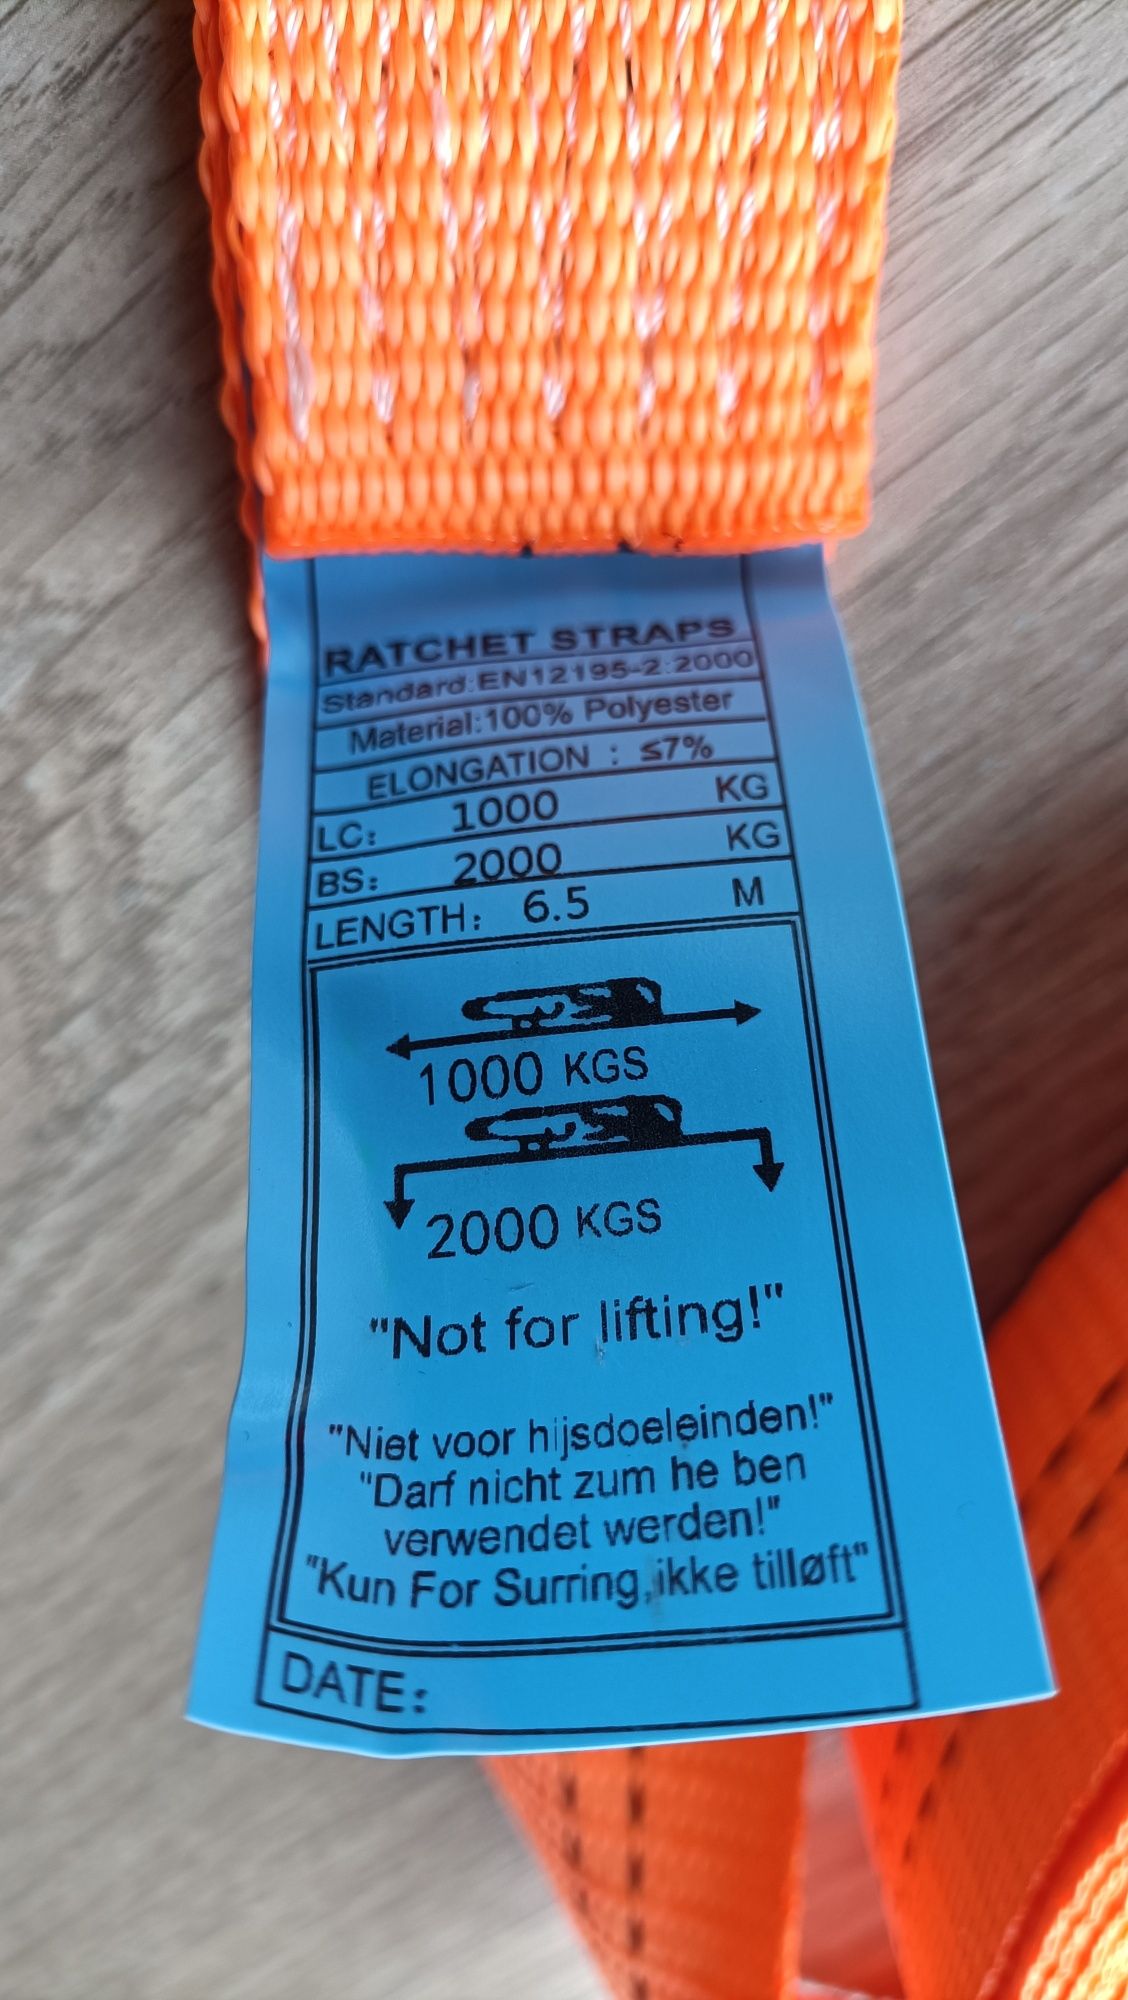 RATCHET STRAPS
Standard:EN12195-2:2000
Material:100% Polyester
ELONGATION : ≤7%
LC: 1000 KG
BS: 2000 KG
LENGTH: 6.5 M
1000 KGS
2000 KGS
"Not for lifting!"
"Niet voor hijsdoeleinden!"
"Darf nicht zum he ben
verwendet werden!"
"Kun For Surring,ikke tilløft"
DATE: